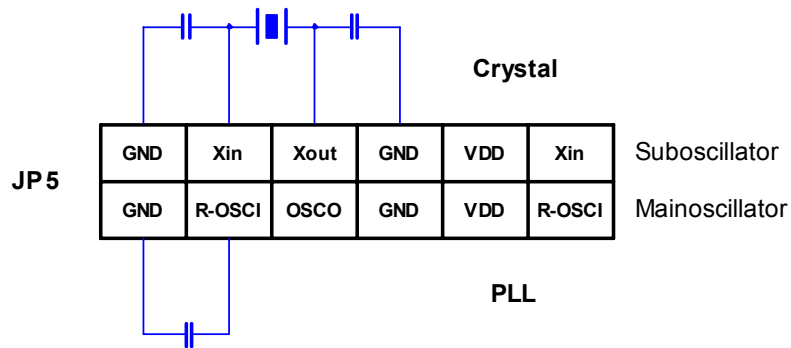 Crystal
GND Xin Xout GND VDD Xin Suboscillator
JP5
GND R-OSCI OSCO GND VDD R-OSCI Mainoscillator
PLL